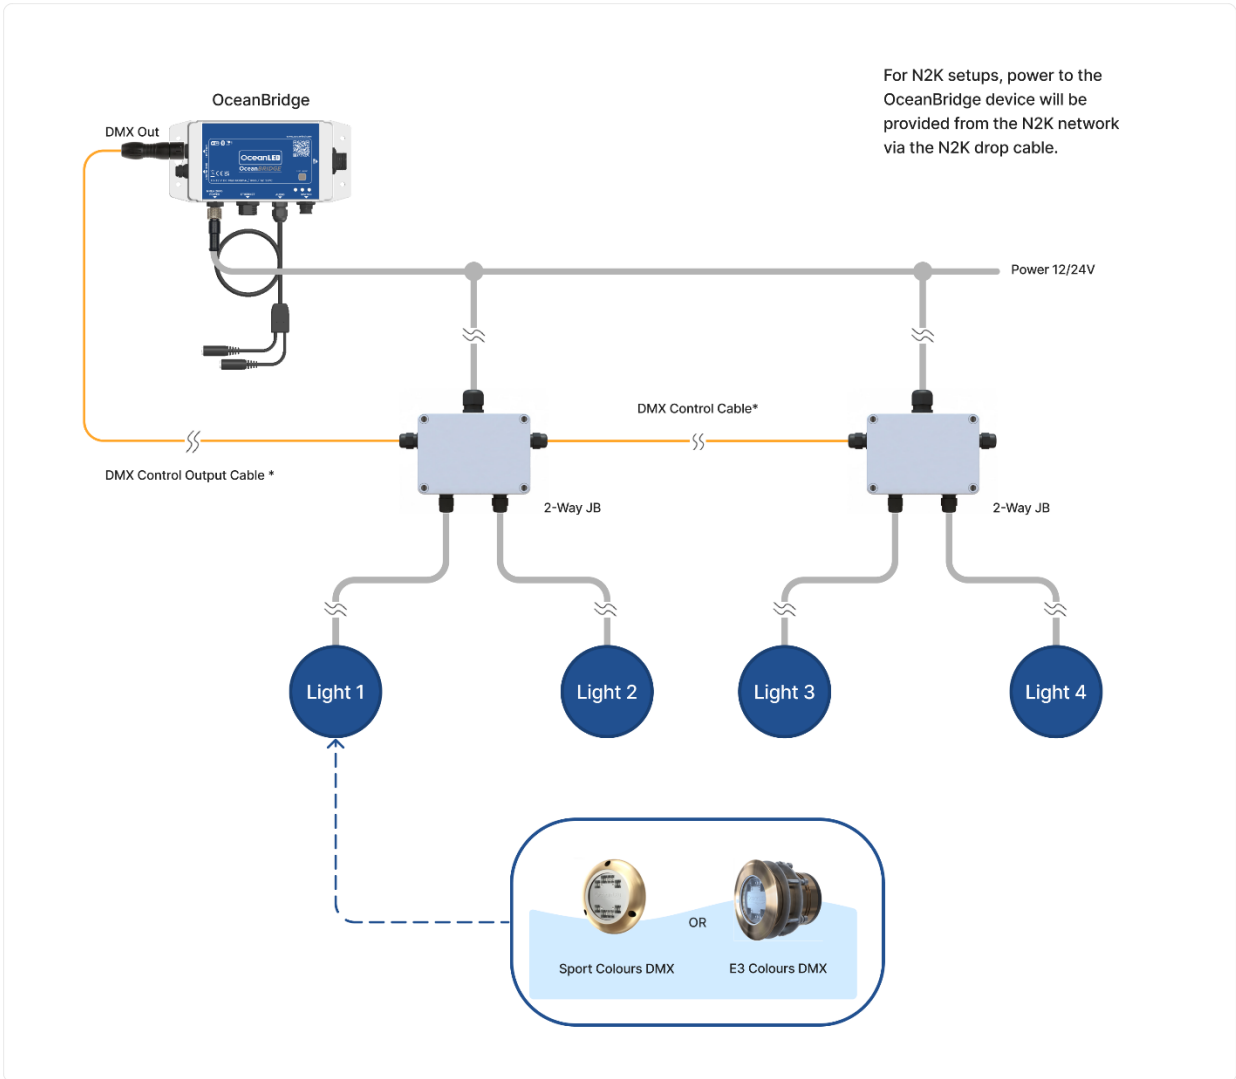 For N2K setups, power to the
OceanBridge device will be
provided from the N2K network
via the N2K drop cable.
OceanBridge
DMX Out
OceanLED
OceanBRIDGE
Power 12/24V
DMX Control Cable*
DMX Control Output Cable *
2-Way JB
2-Way JB
Light 1
Light 2
Light 3
Light 4
OR
Sport Colours DMX
E3 Colours DMX